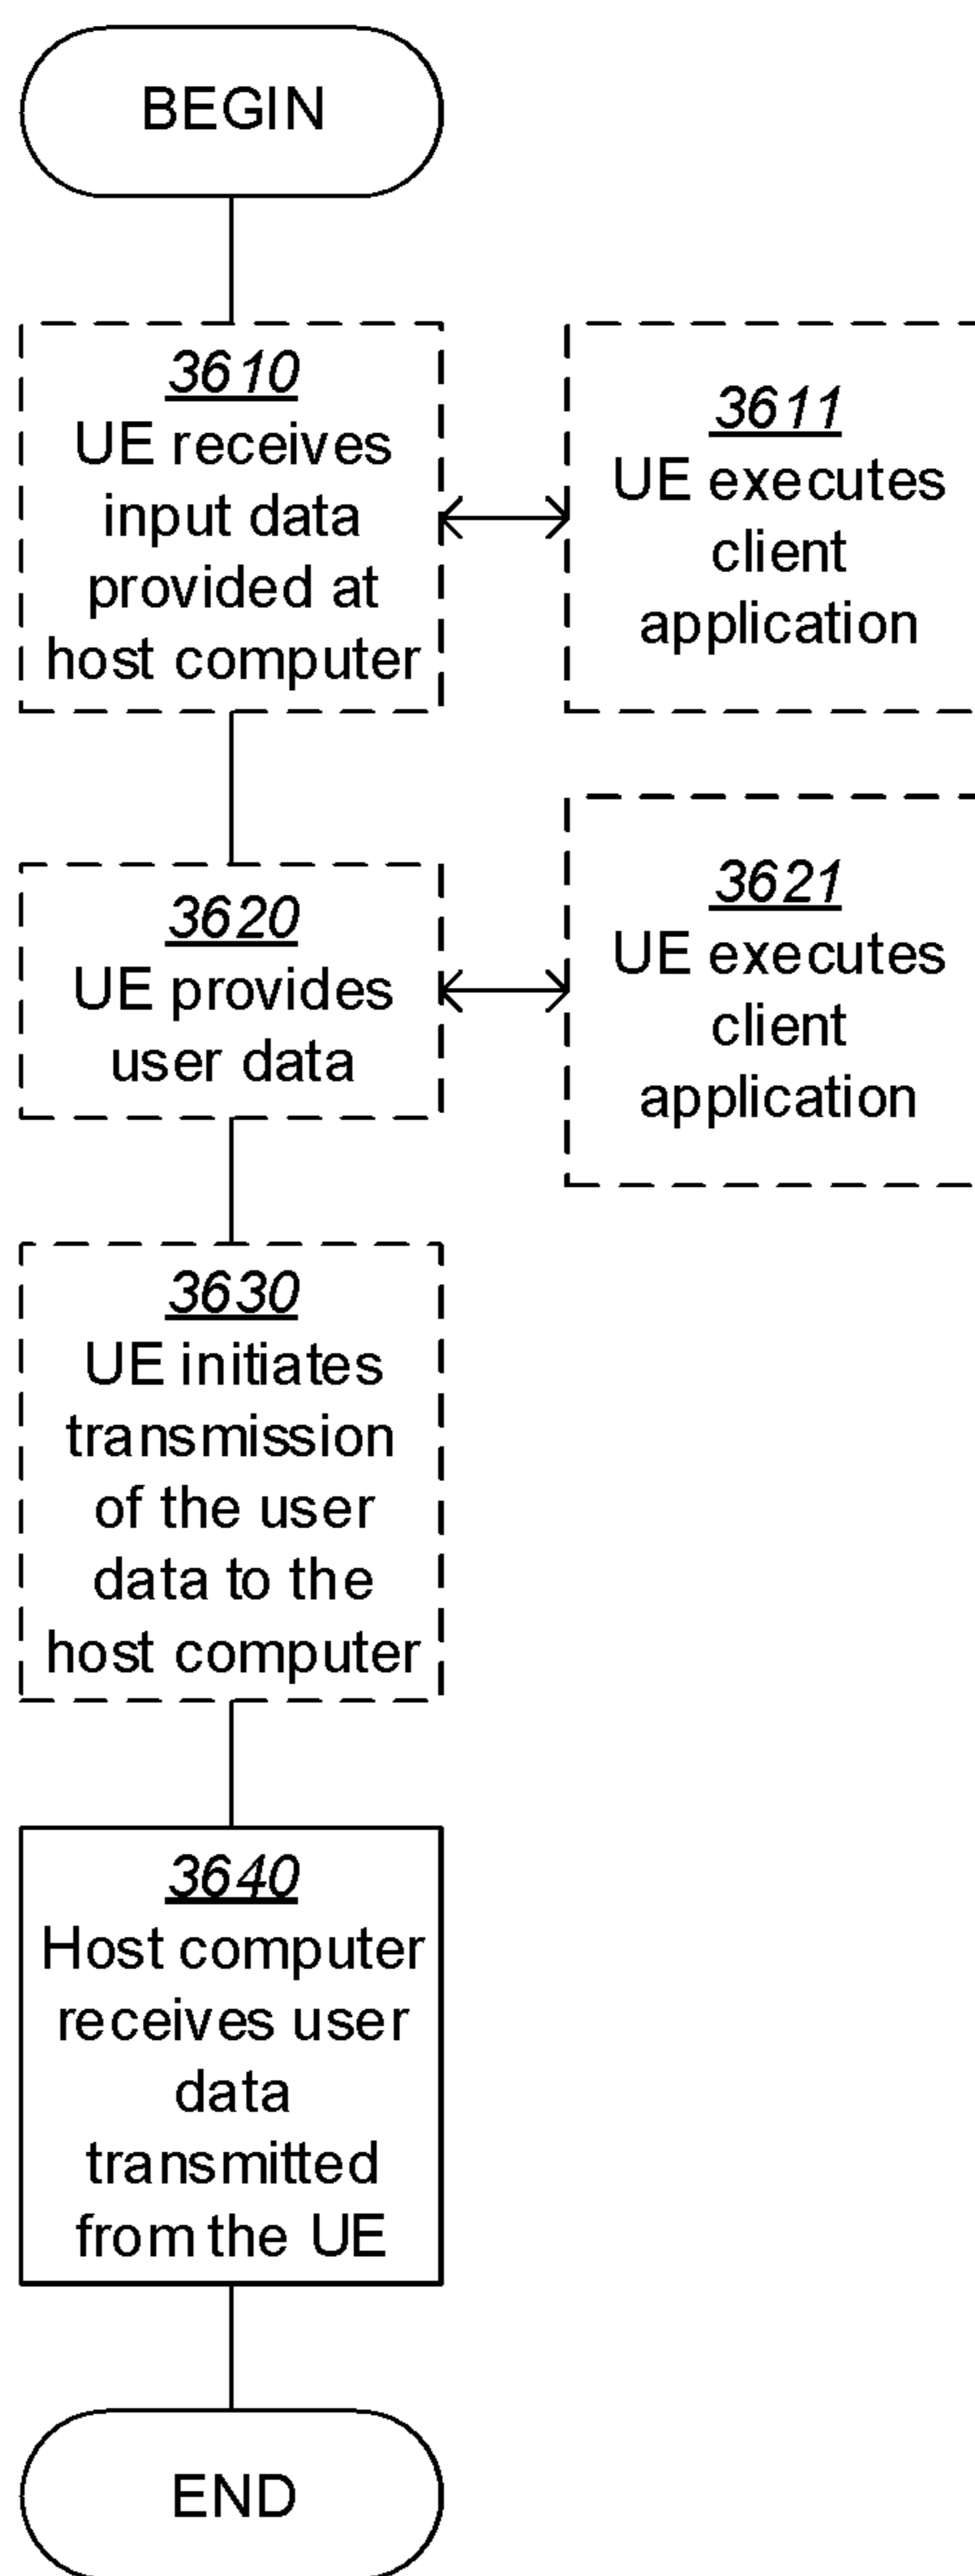 BEGIN
3610
UE receives
input data
provided at
host computer
3611
UE executes
client
application
3620
UE provides
user data
3621
UE executes
client
application
3630
UE initiates
transmission
of the user
data to the
host computer
3640
Host computer
receives user
data
transmitted
from the UE
END